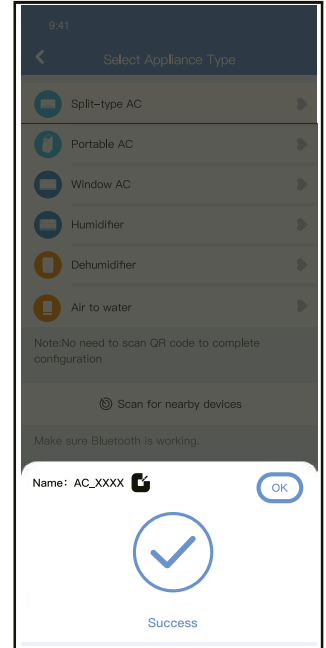 9:41
Select Appliance Type
Split-type AC
Portable AC
Window AC
Humidifier
Dehumidifier
Air to water
Note:No need to scan QR code to complete
configuration
Scan for nearby devices
Make sure Bluetooth is working.
Name: AC_XXXX
OK
Success